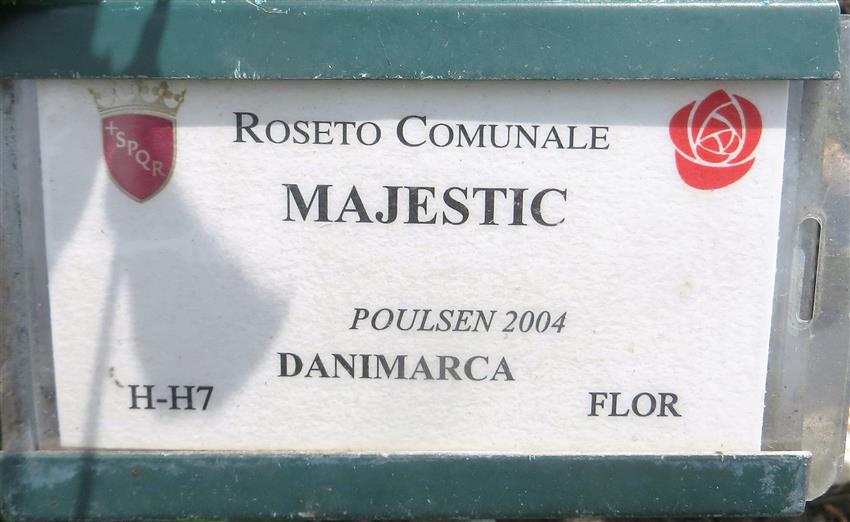 +SPQR
ROSETO COMUNALE
MAJESTIC
POULSEN 2004
DANIMARCA
H-H7
FLOR